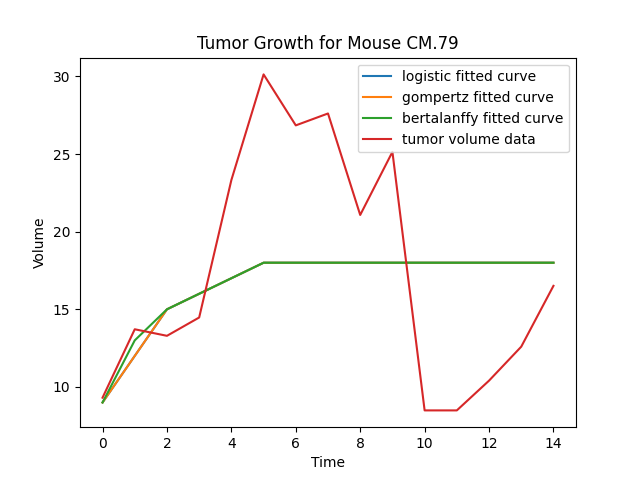 Tumor Growth for Mouse CM.79
logistic fitted curve
gompertz fitted curve
bertalanffy fitted curve
tumor volume data
30
25
20
15
10
Volume
0 2 4 6 8 10 12 14
Time